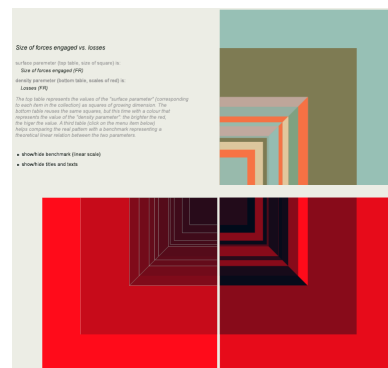 Size of forces engaged vs. losses
surface parameter (top table, size of square) is:
Size of forces engaged (FR)
density parameter (bottom table, scales of red) is:
Losses (FR)
The top table represents the values of the "surface parameter" (corresponding
to each item in the collection) as squares of growing dimension. The
bottom table reuses the same squares, but this time with a colour that
represents the value of the "density parameter": the brighter the red,
the higer the value. A third table (click on the menu item below)
helps comparing the real pattern with a benchmark representing a
theoretical linear relation between the two parameters.
show/hide benchmark (linear scale)
show/hide titles and texts